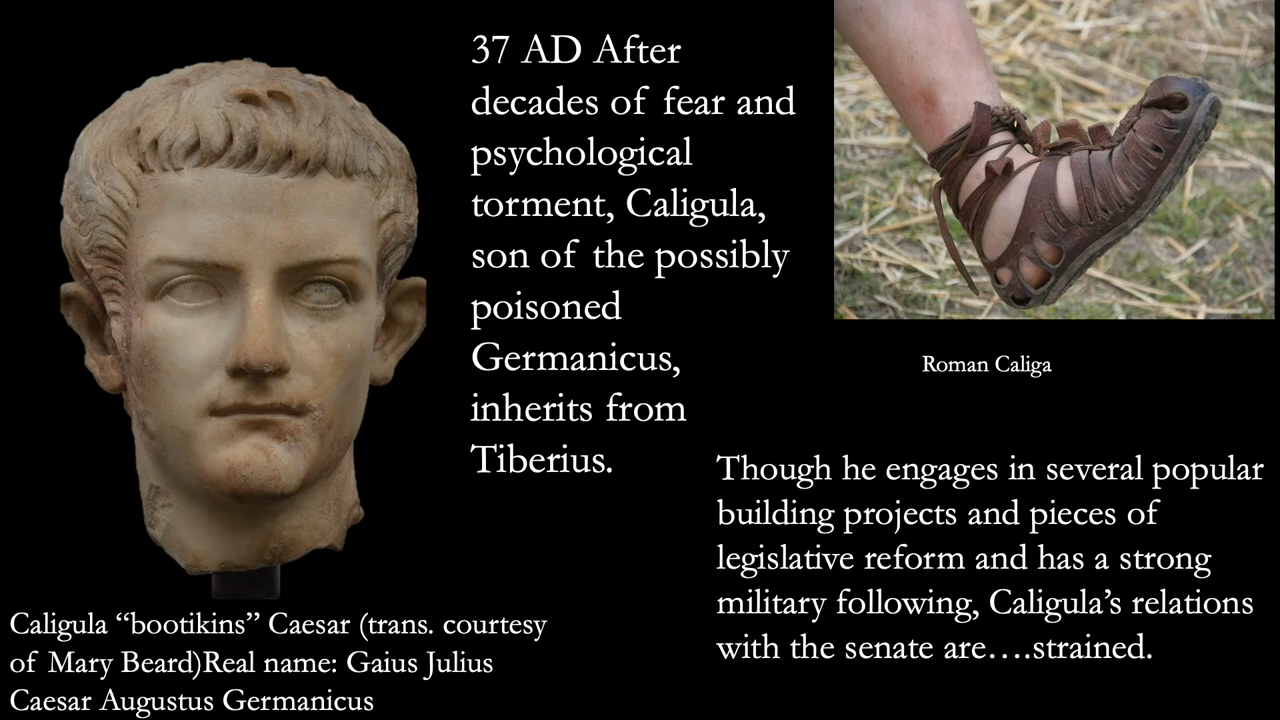 37 AD After
decades of fear and
psychological
torment, Caligula,
son of the possibly
poisoned
Germanicus,
inherits from
Tiberius.
Roman Caliga
Though he engages in several popular
building projects and pieces of
legislative reform and has a strong
military following, Caligula’s relations
with the senate are….strained.
Caligula “bootikins” Caesar (trans. courtesy
of Mary Beard)Real name: Gaius Julius
Caesar Augustus Germanicus